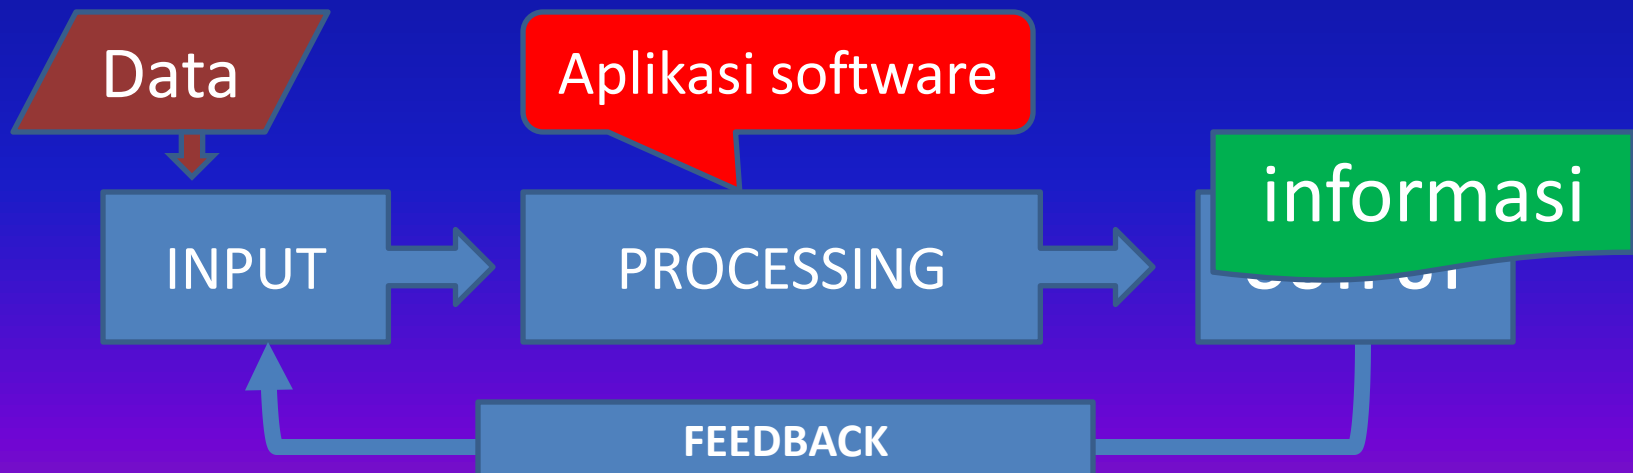 Data
Aplikasi software
informasi
INPUT
PROCESSING
FEEDBACK